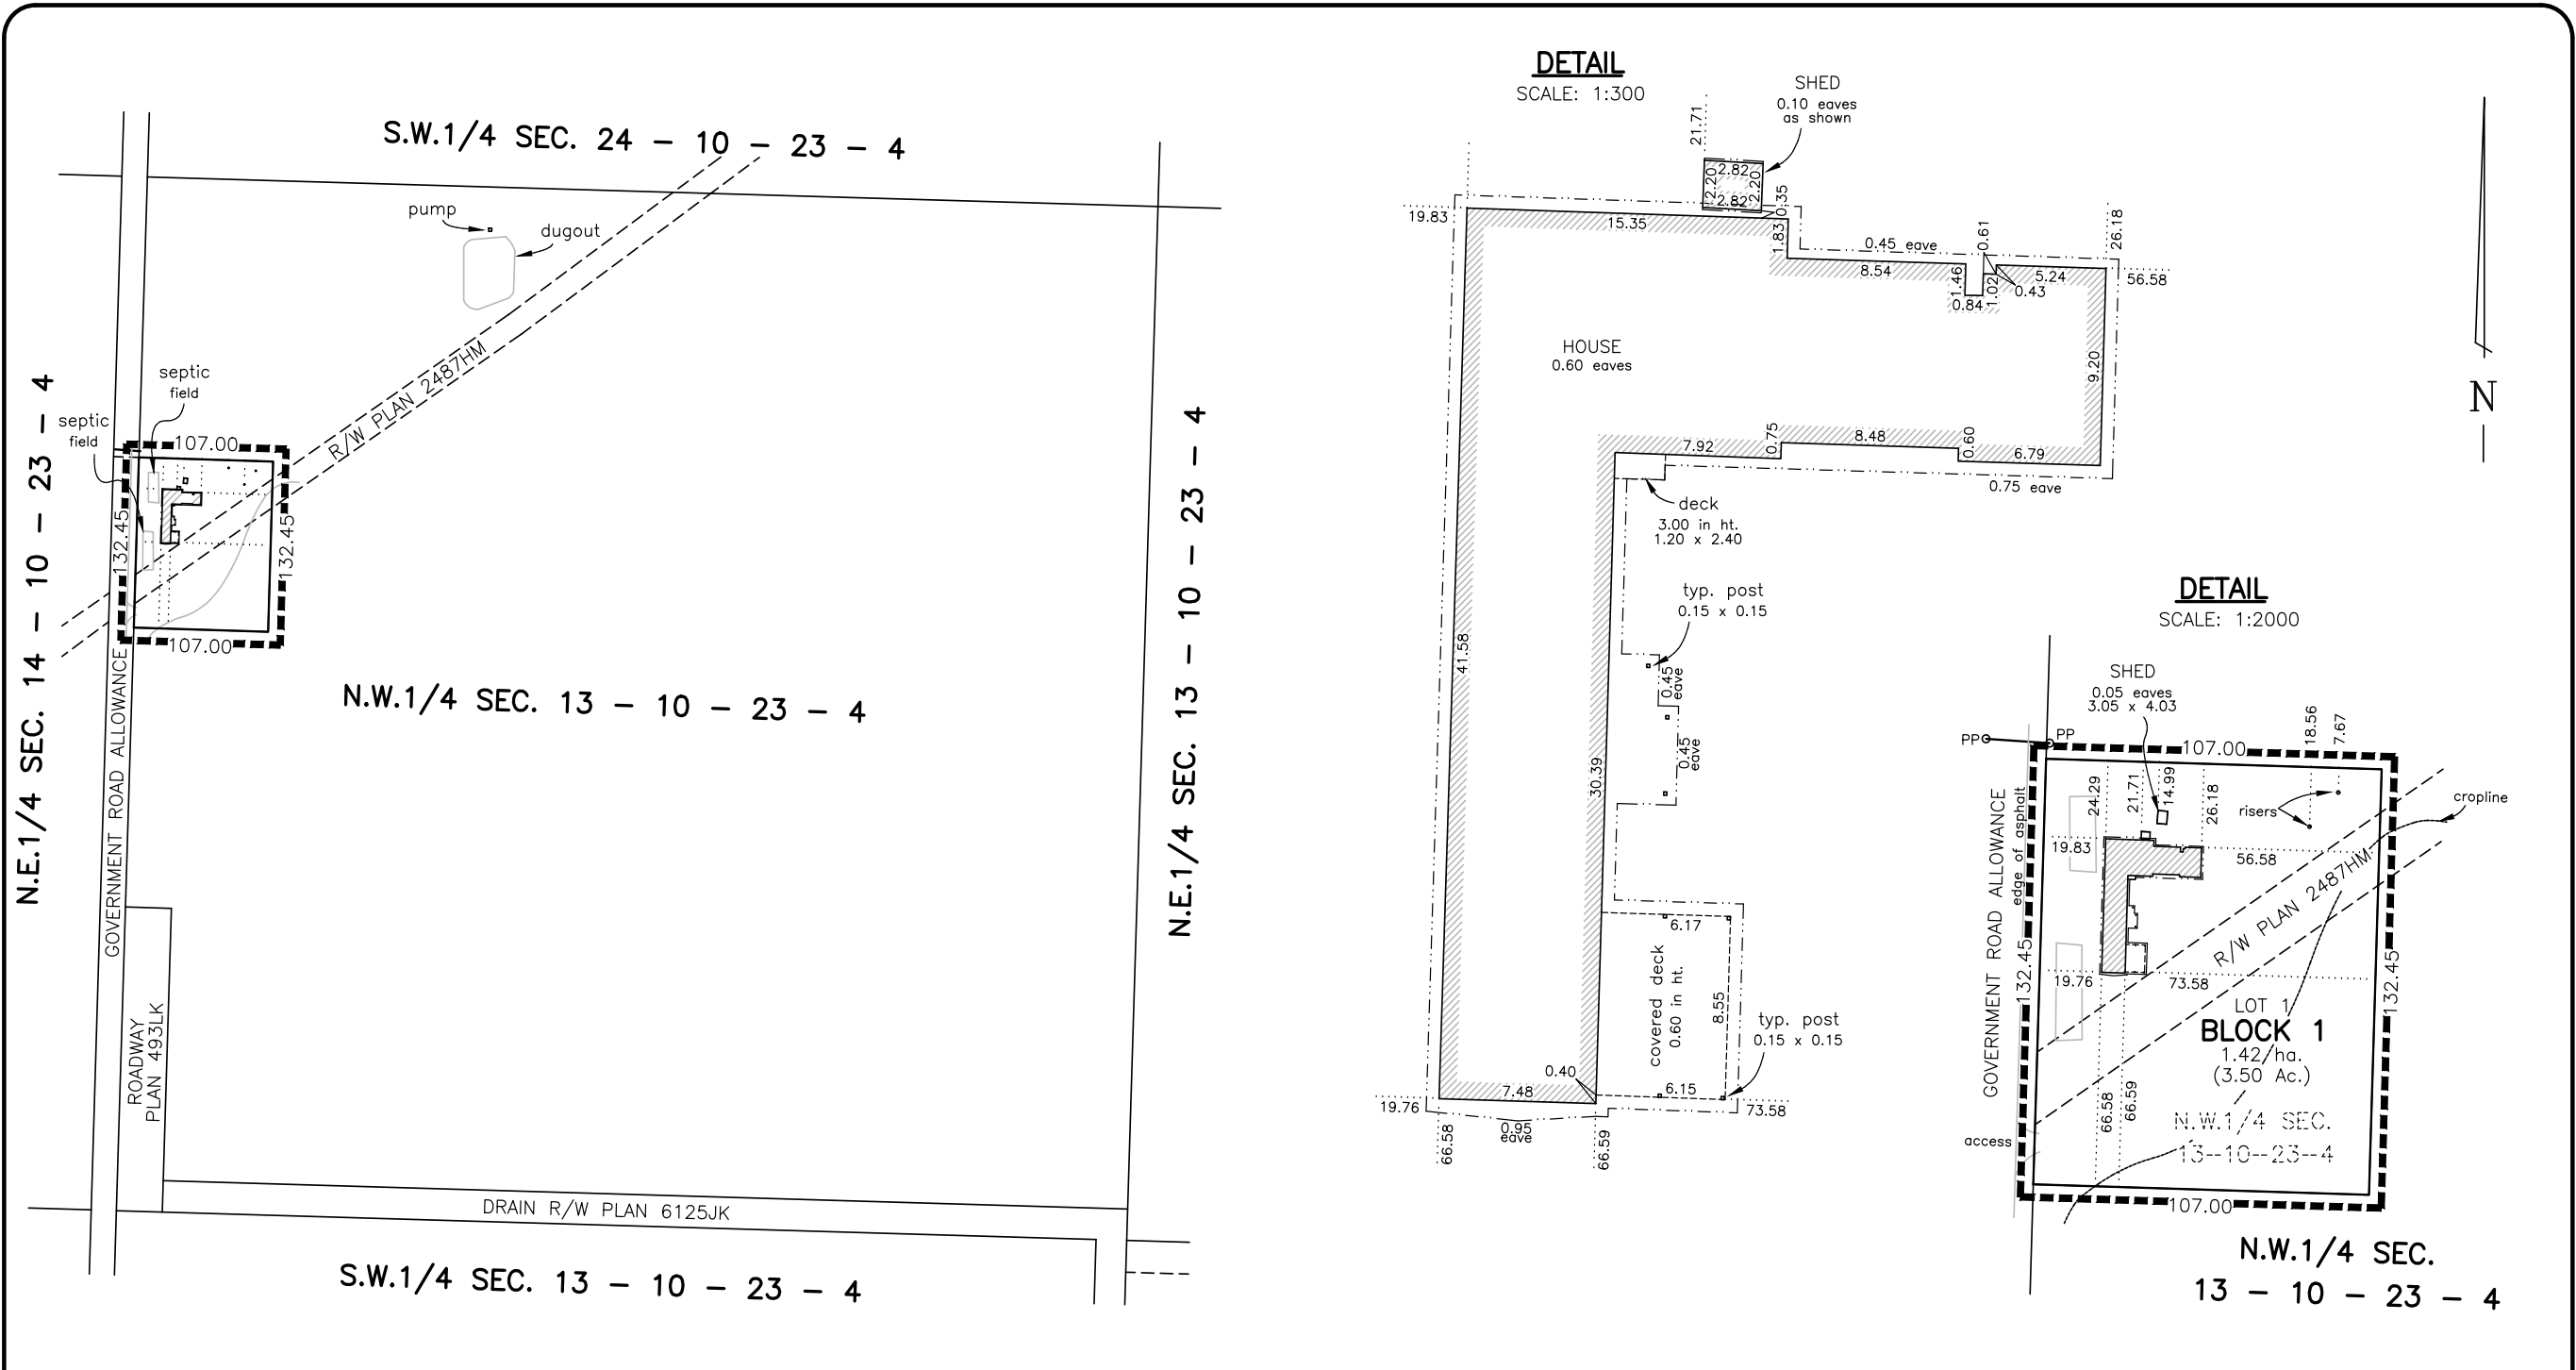 S.W.1/4 SEC. 24 - 10 - 23 - 4
pump
dugout
R/W PLAN 2487HM
septic
field
septic
field
107.00
132.45
132.45
107.00
N.E.1/4 SEC. 14 - 10 - 23 - 4
GOVERNMENT ROAD ALLOWANCE
N.W.1/4 SEC. 13 - 10 - 23 - 4
N.E.1/4 SEC. 13 - 10 - 23 - 4
ROADWAY
PLAN 493LK
DRAIN R/W PLAN 6125JK
S.W.1/4 SEC. 13 - 10 - 23 - 4
DETAIL
SCALE: 1:300
SHED
0.10 eaves
as shown
21.71
2.82
2.20
2.20
2.82
0.35
19.83
15.35
1.83
0.45 eave
8.54
0.61
1.46
0.84
1.02
0.43
5.24
26.18
56.58
HOUSE
0.60 eaves
9.20
7.92
0.75
8.48
0.60
6.79
0.75 eave
deck
3.00 in ht.
1.20 x 2.40
typ. post
0.15 x 0.15
0.45
eave
0.45
eave
41.58
30.39
6.17
covered deck
0.60 in ht.
8.55
typ. post
0.15 x 0.15
0.40
6.15
7.48
19.76
73.58
0.95
eave
66.58
66.59
N
DETAIL
SCALE: 1:2000
SHED
0.05 eaves
3.05 x 4.03
PP
PP
107.00
18.56
7.67
24.29
21.71
14.99
26.18
risers
cropline
GOVERNMENT ROAD ALLOWANCE
edge of asphalt
19.83
56.58
R/W PLAN 2487HM
132.45
132.45
19.76
73.58
LOT 1
BLOCK 1
1.42 ha.
(3.50 Ac.)
66.58
66.59
N.W.1/4 SEC.
13-10-23-4
access
107.00
N.W.1/4 SEC.
13 - 10 - 23 - 4